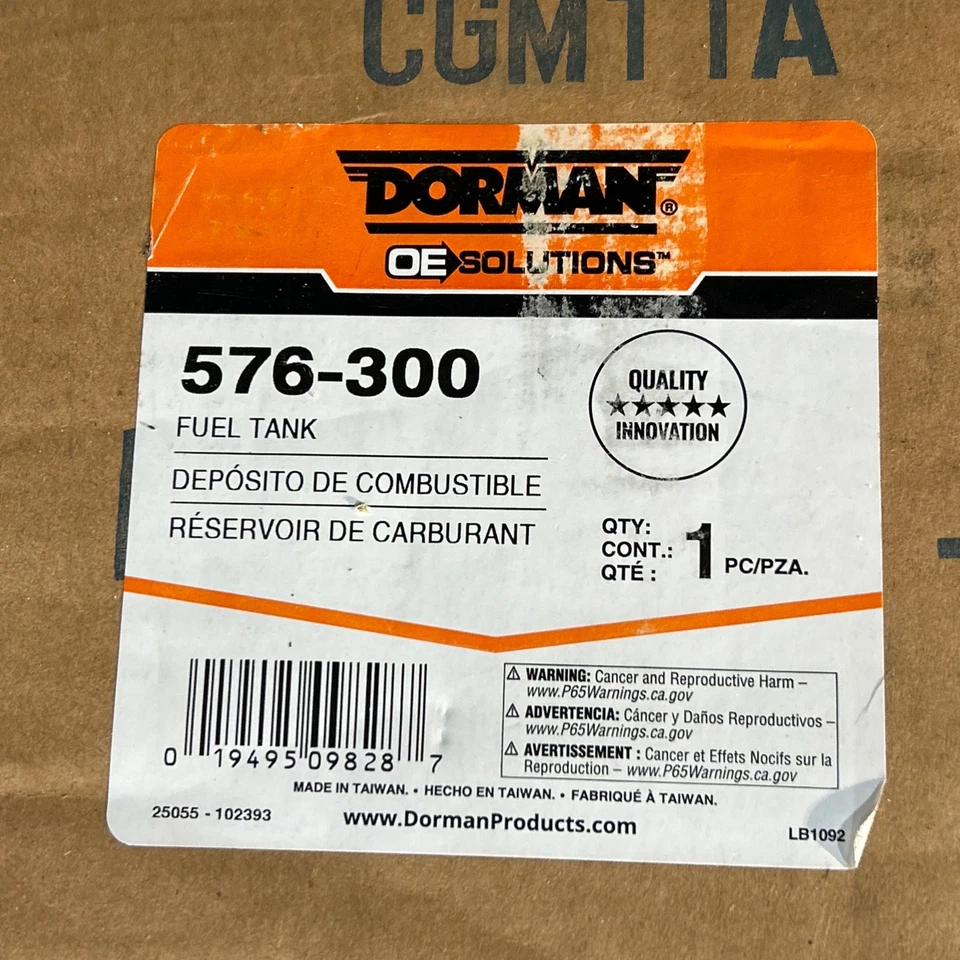 CGM11A
DORMAN®
OE SOLUTIONS™
576-300
FUEL TANK
DEPÓSITO DE COMBUSTIBLE
RÉSERVOIR DE CARBURANT
QUALITY
★★★★★
INNOVATION
QTY:
CONT.: 1 PC/PZA.
QTÉ :
0 19495 09828 7
⚠ WARNING: Cancer and Reproductive Harm –
www.P65Warnings.ca.gov
⚠ ADVERTENCIA: Cáncer y Daños Reproductivos –
www.P65Warnings.ca.gov
⚠ AVERTISSEMENT : Cancer et Effets Nocifs sur la
Reproduction – www.P65Warnings.ca.gov
MADE IN TAIWAN. • HECHO EN TAIWAN. • FABRIQUÉ À TAIWAN.
25055 - 102393
www.DormanProducts.com
LB1092